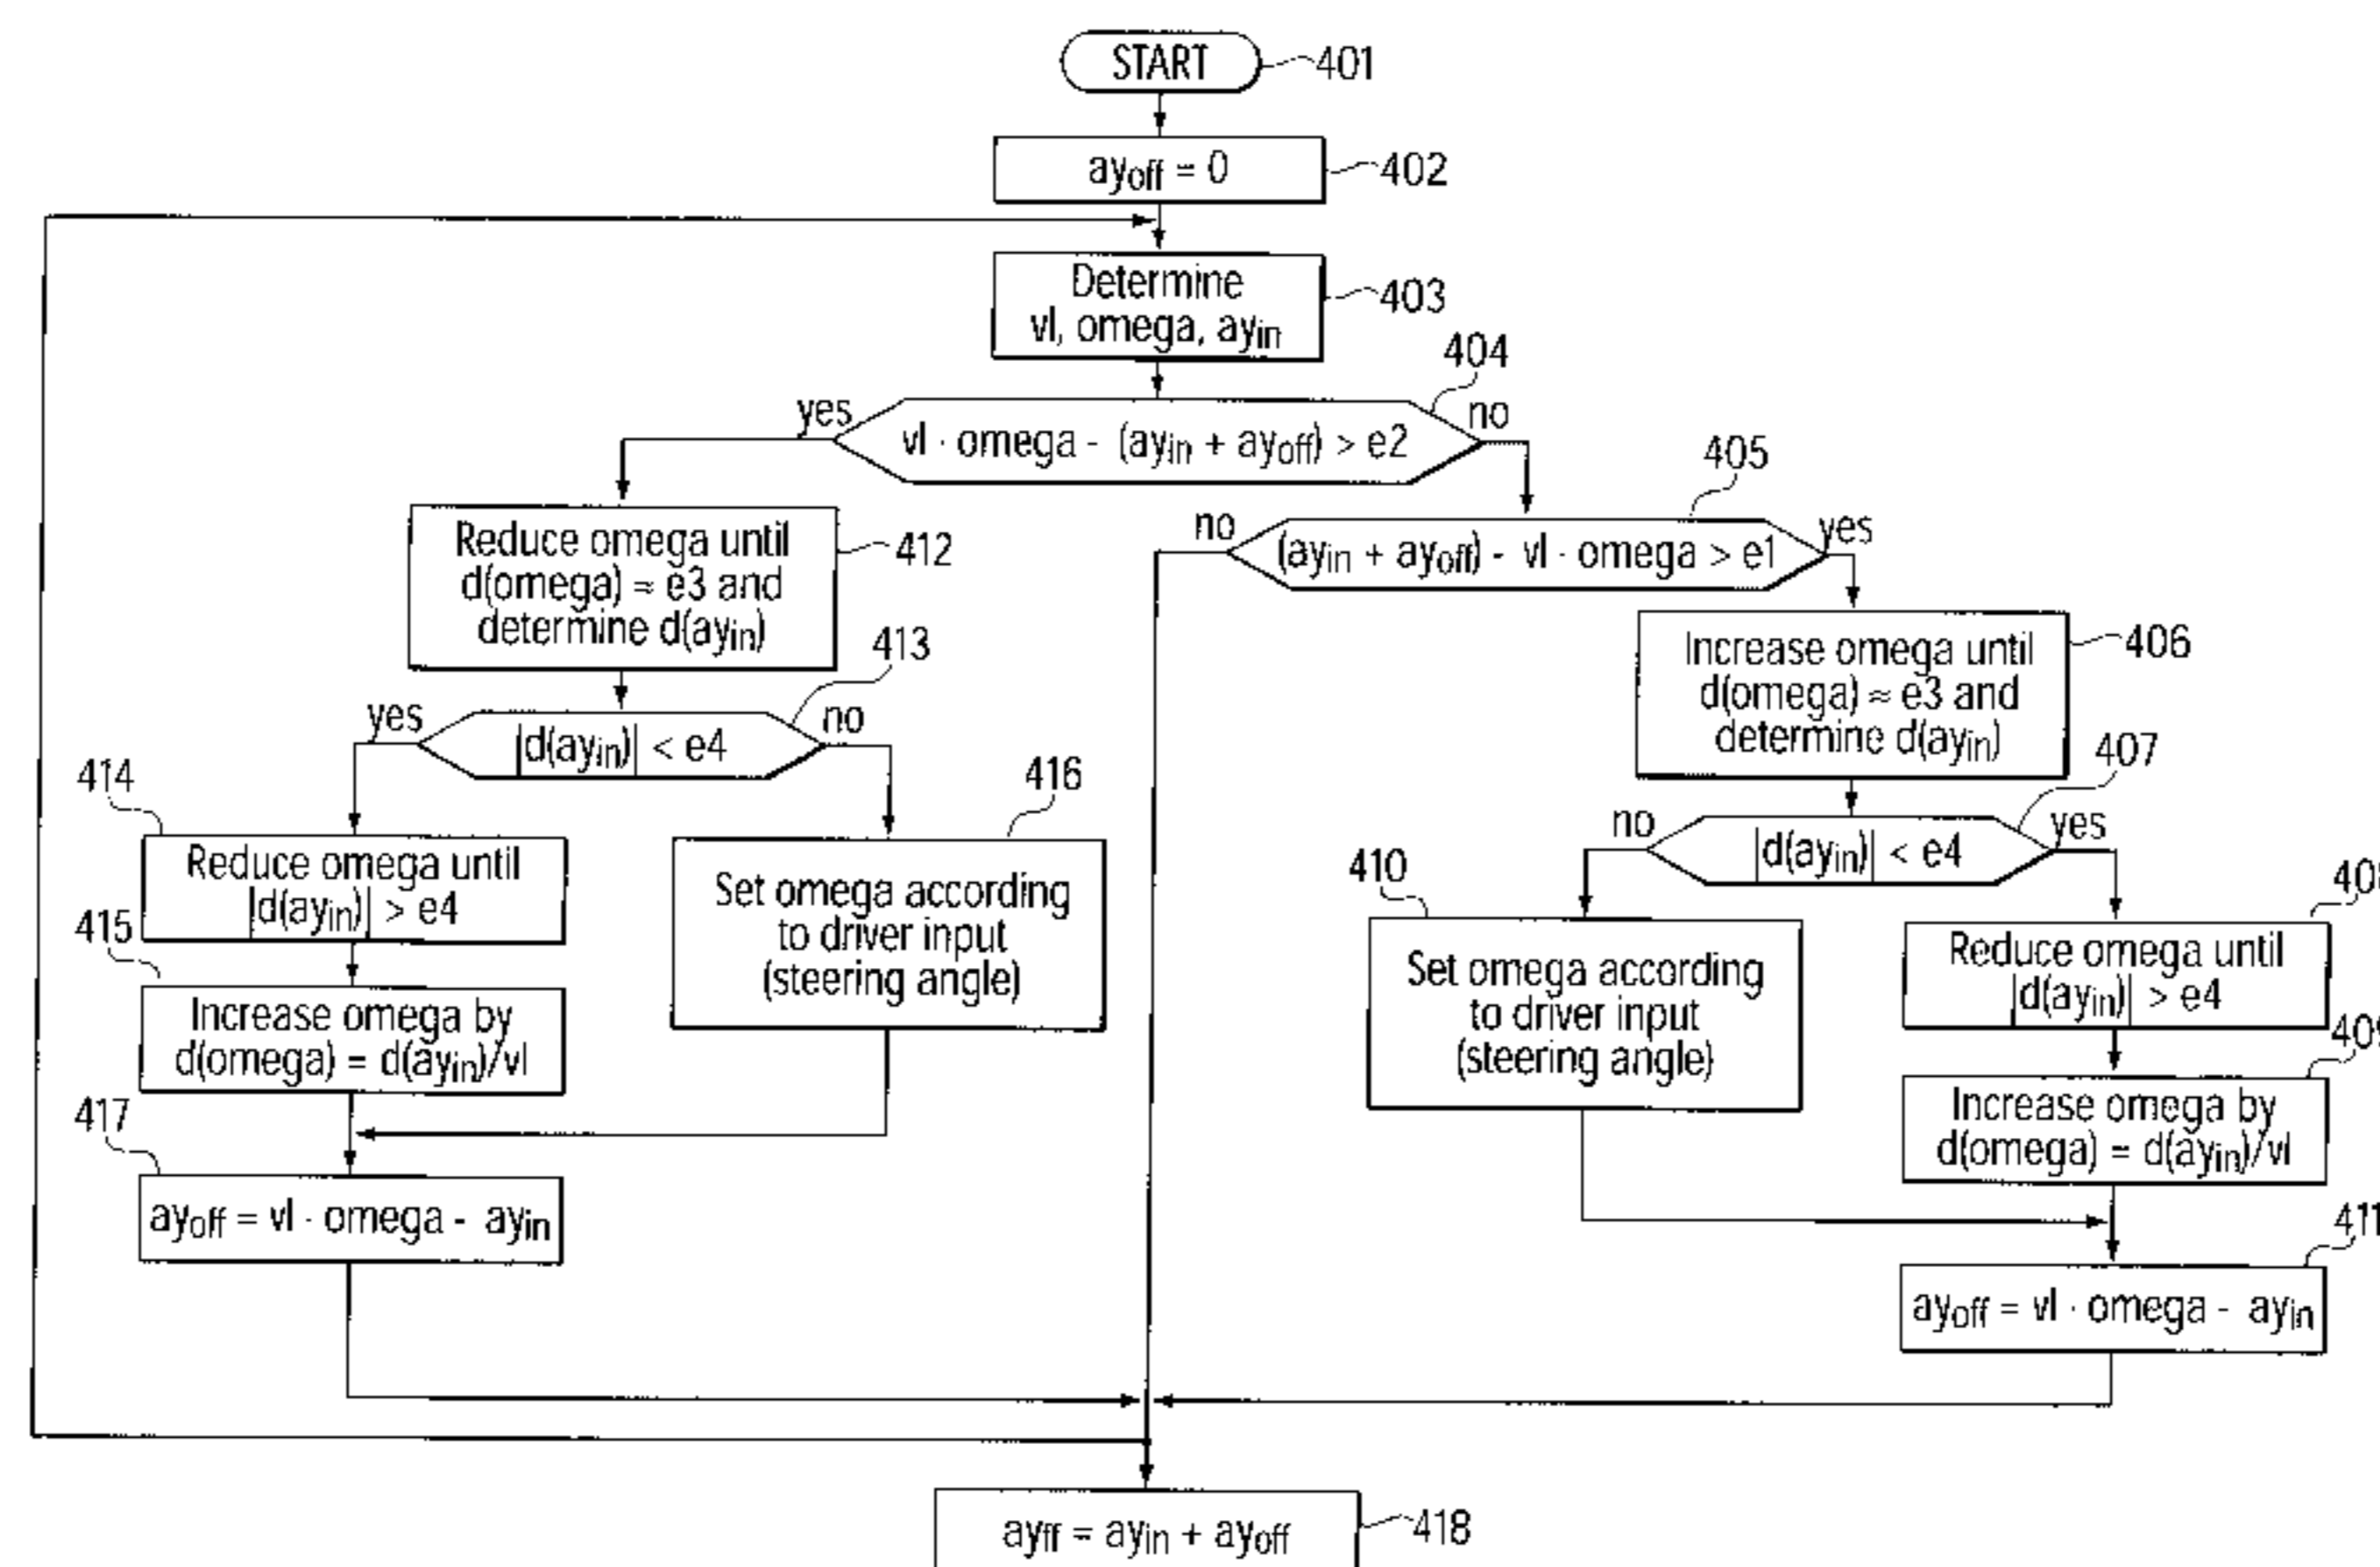 START
401
ayoff = 0
402
Determine
vl, omega, ayin
403
404
yes
vl · omega - (ayin + ayoff) > e2
no
405
no
(ayin + ayoff) - vl · omega > e1
yes
Reduce omega until
d(omega) ≈ e3 and
determine d(ayin)
412
Increase omega until
d(omega) ≈ e3 and
determine d(ayin)
406
413
yes
|d(ayin)| < e4
no
407
no
|d(ayin)| < e4
yes
414
Reduce omega until
|d(ayin)| > e4
416
Set omega according
to driver input
(steering angle)
410
Set omega according
to driver input
(steering angle)
408
Reduce omega until
|d(ayin)| > e4
415
Increase omega by
d(omega) = d(ayin)/vl
409
Increase omega by
d(omega) = d(ayin)/vl
417
ayoff = vl · omega - ayin
411
ayoff = vl · omega - ayin
ayff = ayin + ayoff
418